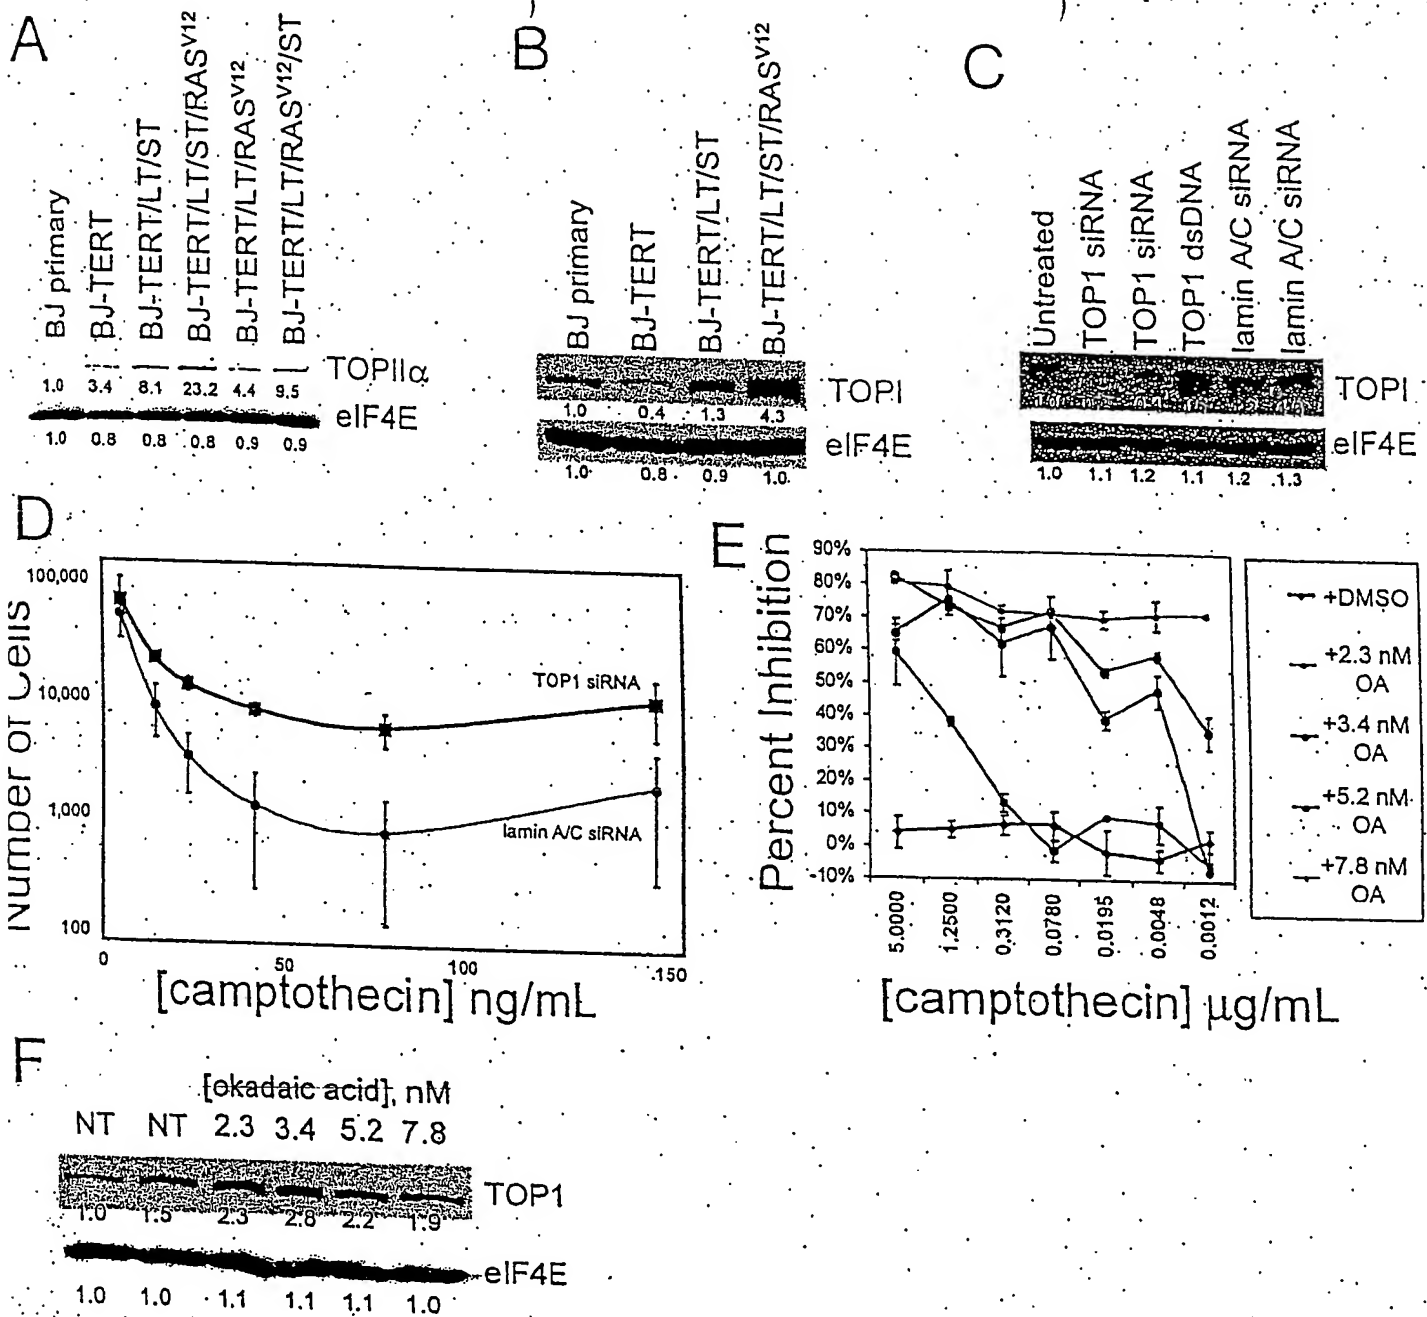 A
BJ primary
BJ-TERT
BJ-TERT/LT/ST
BJ-TERT/LT/ST/RASV12
BJ-TERT/LT/RASV12
BJ-TERT/LT/RASV12/ST
TOPIIα
1.0 3.4 8.1 23.2 4.4 9.5
eIF4E
1.0 0.8 0.8 0.8 0.9 0.9
B
BJ primary
BJ-TERT
BJ-TERT/LT/ST
BJ-TERT/LT/ST/RASV12
TOPI
1.0 0.4 1.3 4.3
eIF4E
1.0 0.8 0.9 1.0
C
Untreated
TOP1 siRNA
TOP1 siRNA
TOP1 dsDNA
lamin A/C siRNA
lamin A/C siRNA
TOPI
eIF4E
1.0 1.1 1.2 1.1 1.2 1.3
D
Number of Cells
100,000
10,000
1,000
100
TOP1 siRNA
lamin A/C siRNA
0 50 100 150
[camptothecin] ng/mL
E
Percent Inhibition
90%
80%
70%
60%
50%
40%
30%
20%
10%
0%
-10%
5.0000
1.2500
0.3120
0.0780
0.0195
0.0048
0.0012
[camptothecin] µg/mL
+DMSO
+2.3 nM
OA
+3.4 nM
OA
+5.2 nM
OA
+7.8 nM
OA
F
[okadaic acid], nM
NT NT 2.3 3.4 5.2 7.8
TOP1
1.0 1.5 2.3 2.8 2.2 1.9
eIF4E
1.0 1.0 1.1 1.1 1.1 1.0